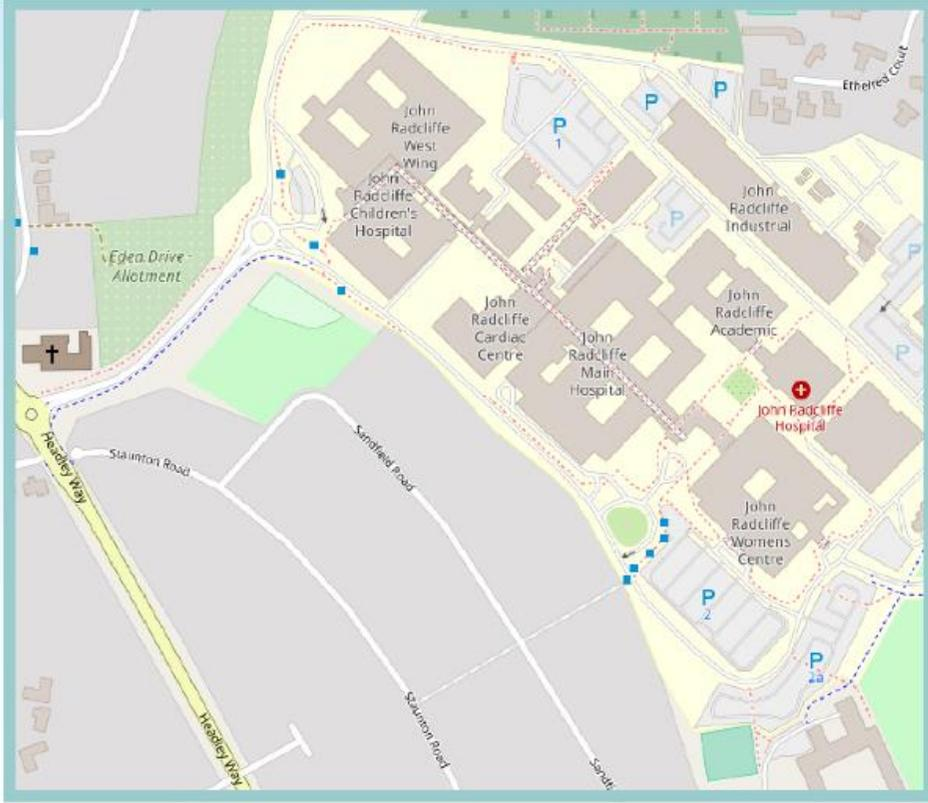 Ethelred Court
John
Radcliffe
West
Wing
P
1
P
P
John
Radcliffe
Children's
Hospital
P
John
Radcliffe
Industrial
P
Eden Drive -
Allotment
John
Radcliffe
Cardiac
Centre
John
Radcliffe
Main
Hospital
John
Radcliffe
Academic
P
John Radcliffe
Hospital
Headley Way
Staunton Road
Sandfield Road
John
Radcliffe
Womens
Centre
P
2
P
2a
Headley Way
Staunton Road
Sandfi